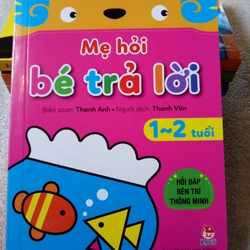 Mẹ hỏi
bé trả lời
Biên soạn: Thanh Anh • Người dịch: Thanh Vân
1~2 tuổi
HỎI ĐÁP
RÈN TRÍ
THÔNG MINH